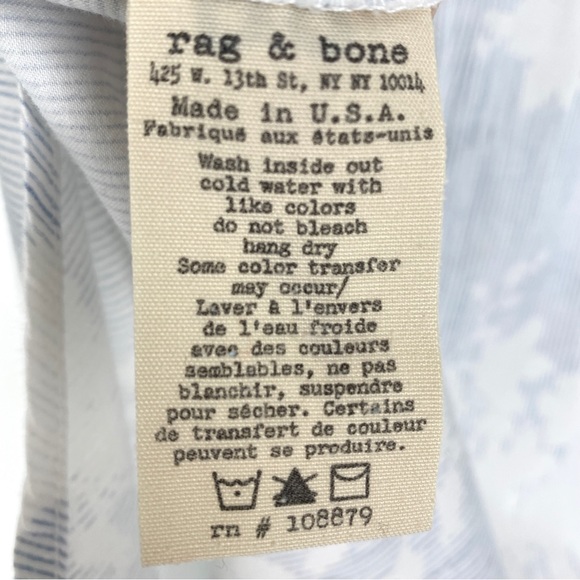 rag & bone
425 W. 13th St, NY NY 10014
Made in U.S.A.
Fabriqué aux états-unis
Wash inside out
cold water with
like colors
do not bleach
hang dry
Some color transfer
may occur/
Laver à l'envers
de l'eau froide
avec des couleurs
semblables, ne pas
blanchir, suspendre
pour sécher. Certains
de transfert de couleur
peuvent se produire.
rn # 108879